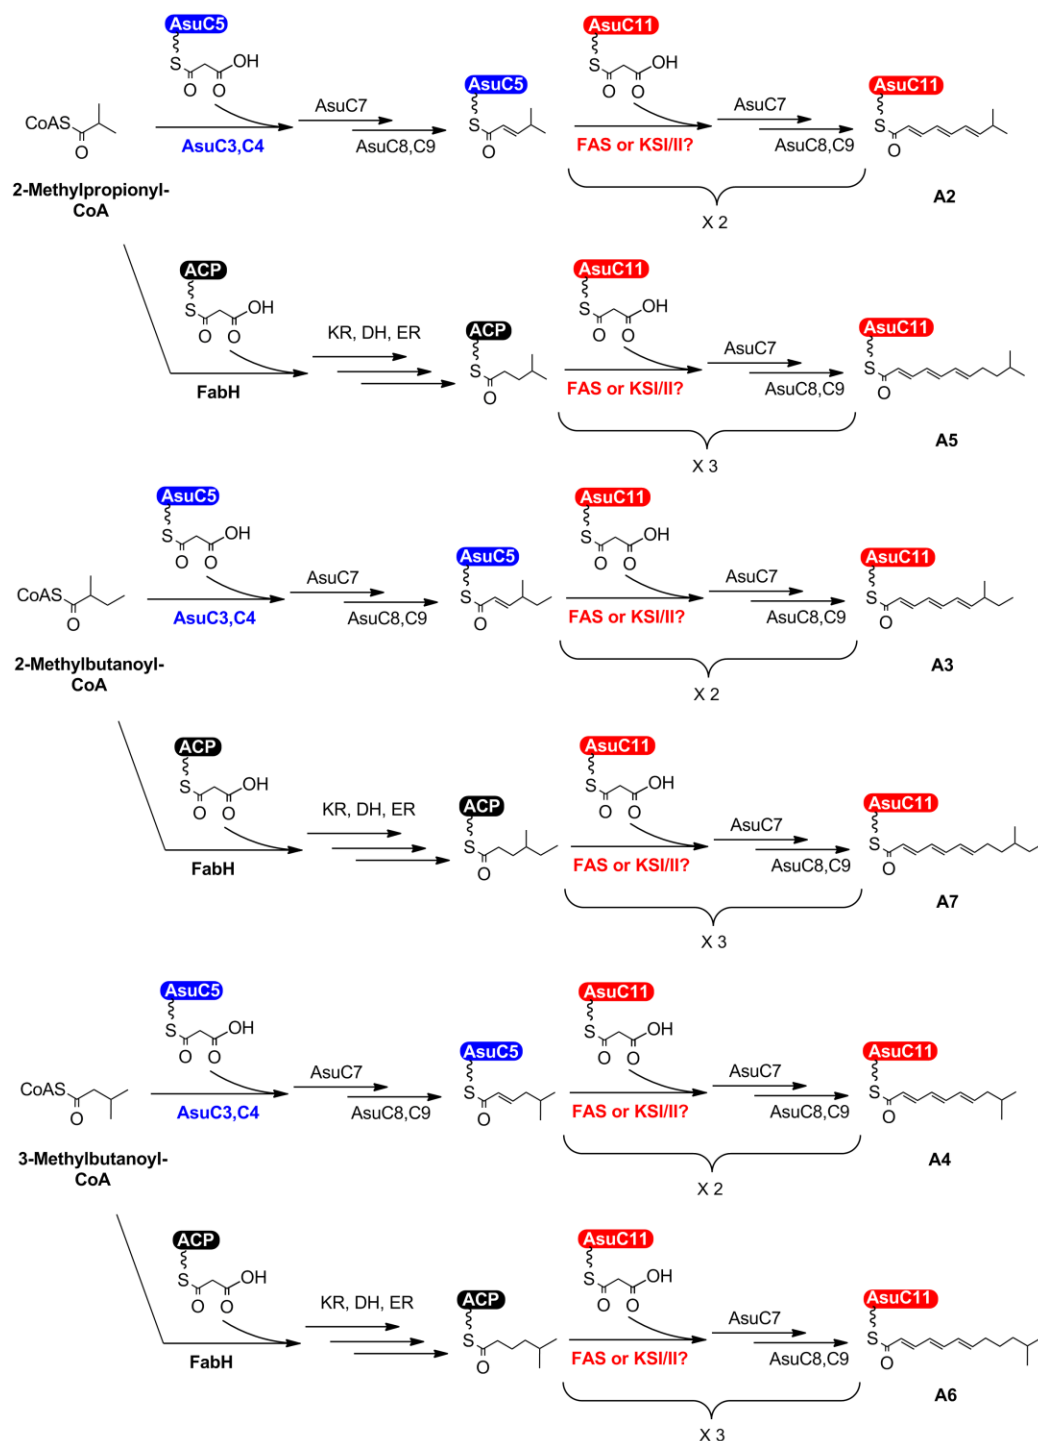 AsuC5
AsuC11
S
OH
O
O
S
OH
O
O
AsuC5
AsuC11
CoAS
O
AsuC7
S
O
AsuC7
S
O
AsuC3,C4
AsuC8,C9
FAS or KSI/II?
AsuC8,C9
2-Methylpropionyl-
CoA
A2
X 2
ACP
AsuC11
S
OH
O
O
S
OH
O
O
KR, DH, ER
ACP
AsuC11
S
O
AsuC7
S
O
FabH
FAS or KSI/II?
AsuC8,C9
A5
X 3
AsuC5
AsuC11
S
OH
O
O
S
OH
O
O
AsuC5
AsuC11
CoAS
O
AsuC7
S
O
AsuC7
S
O
AsuC3,C4
AsuC8,C9
FAS or KSI/II?
AsuC8,C9
2-Methylbutanoyl-
CoA
A3
X 2
ACP
AsuC11
S
OH
O
O
S
OH
O
O
KR, DH, ER
ACP
AsuC11
S
O
AsuC7
S
O
FabH
FAS or KSI/II?
AsuC8,C9
A7
X 3
AsuC5
AsuC11
S
OH
O
O
S
OH
O
O
AsuC5
AsuC11
CoAS
O
AsuC7
S
O
AsuC7
S
O
AsuC3,C4
AsuC8,C9
FAS or KSI/II?
AsuC8,C9
3-Methylbutanoyl-
CoA
A4
X 2
ACP
AsuC11
S
OH
O
O
S
OH
O
O
KR, DH, ER
ACP
AsuC11
S
O
AsuC7
S
O
FabH
FAS or KSI/II?
AsuC8,C9
A6
X 3